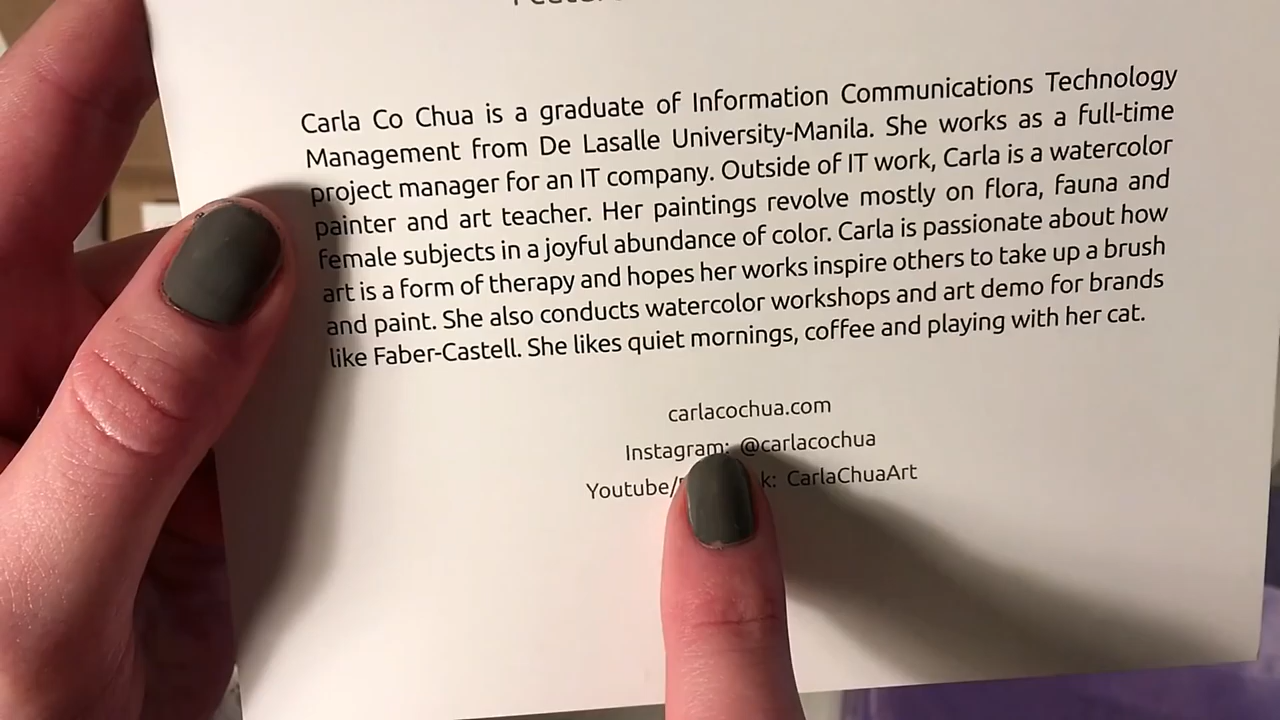 Carla Co Chua is a graduate of Information Communications Technology
Management from De Lasalle University-Manila. She works as a full-time
project manager for an IT company. Outside of IT work, Carla is a watercolor
painter and art teacher. Her paintings revolve mostly on flora, fauna and
female subjects in a joyful abundance of color. Carla is passionate about how
art is a form of therapy and hopes her works inspire others to take up a brush
and paint. She also conducts watercolor workshops and art demo for brands
like Faber-Castell. She likes quiet mornings, coffee and playing with her cat.
carlacochua.com
Instagram: @carlacochua
Youtube/ CarlaChuaArt